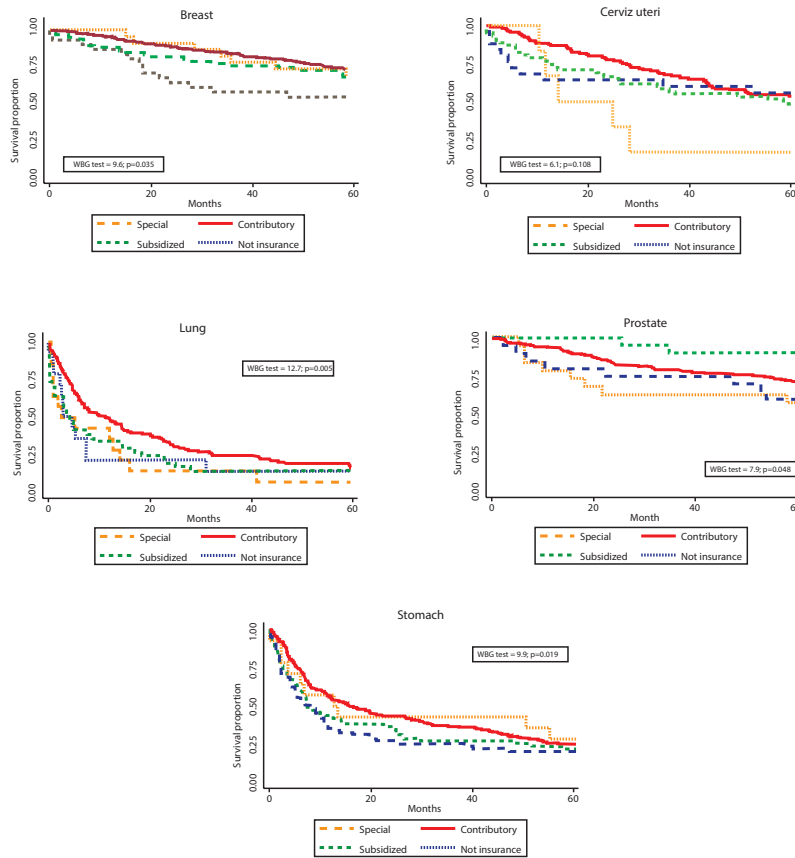 Breast
Survival proportion
1.00
0.75
0.50
0.25
0.00
WBG test = 9.6; p=0.035
0 20 40 60
Months
Special Contributory
Subsidized Not insurance
Cerviz uteri
Survival proportion
1.00
0.75
0.50
0.25
0.00
WBG test = 6.1; p=0.108
0 20 40 60
Months
Special Contributory
Subsidized Not insurance
Lung
Survival proportion
1.00
0.75
0.50
0.25
0.00
WBG test = 12.7; p=0.005
0 20 40 60
Months
Special Contributory
Subsidized Not insurance
Prostate
Survival proportion
1.00
0.75
0.50
0.25
0.00
WBG test = 7.9; p=0.048
0 20 40 60
Month
Special Contributory
Subsidized Not insurance
Stomach
Survival proportion
1.00
0.75
0.50
0.25
0.00
WBG test = 9.9; p=0.019
0 20 40 60
Months
Special Contributory
Subsidized Not insurance